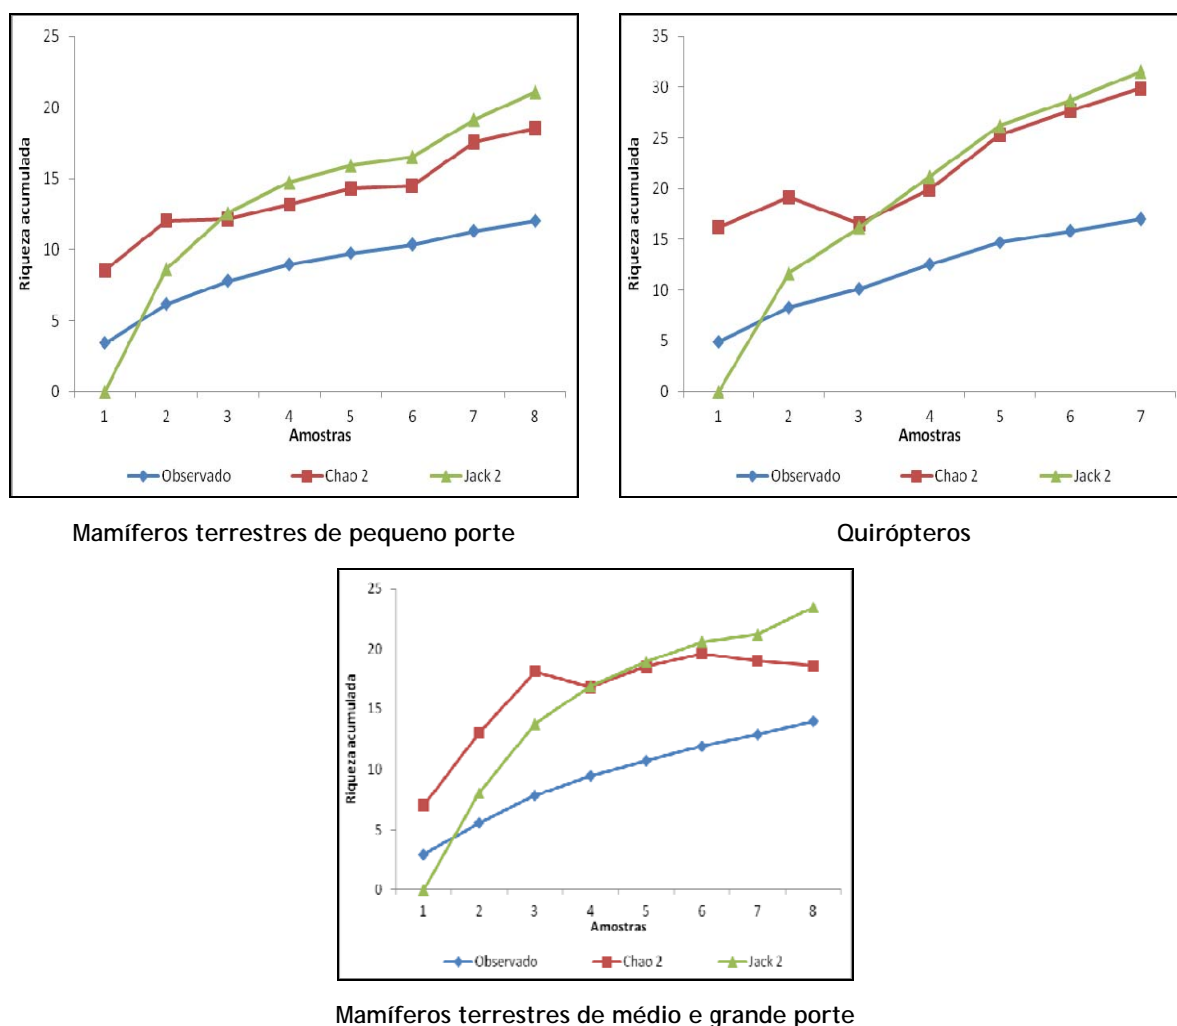 25
20
15
10
5
0
Riqueza acumulada
1 2 3 4 5 6 7 8
Amostras
Observado Chao 2 Jack 2
Mamíferos terrestres de pequeno porte
35
30
25
20
15
10
5
0
Riqueza acumulada
1 2 3 4 5 6 7
Amostras
Observado Chao 2 Jack 2
Quirópteros
25
20
15
10
5
0
Riqueza acumulada
1 2 3 4 5 6 7 8
Amostras
Observado Chao 2 Jack 2
Mamíferos terrestres de médio e grande porte